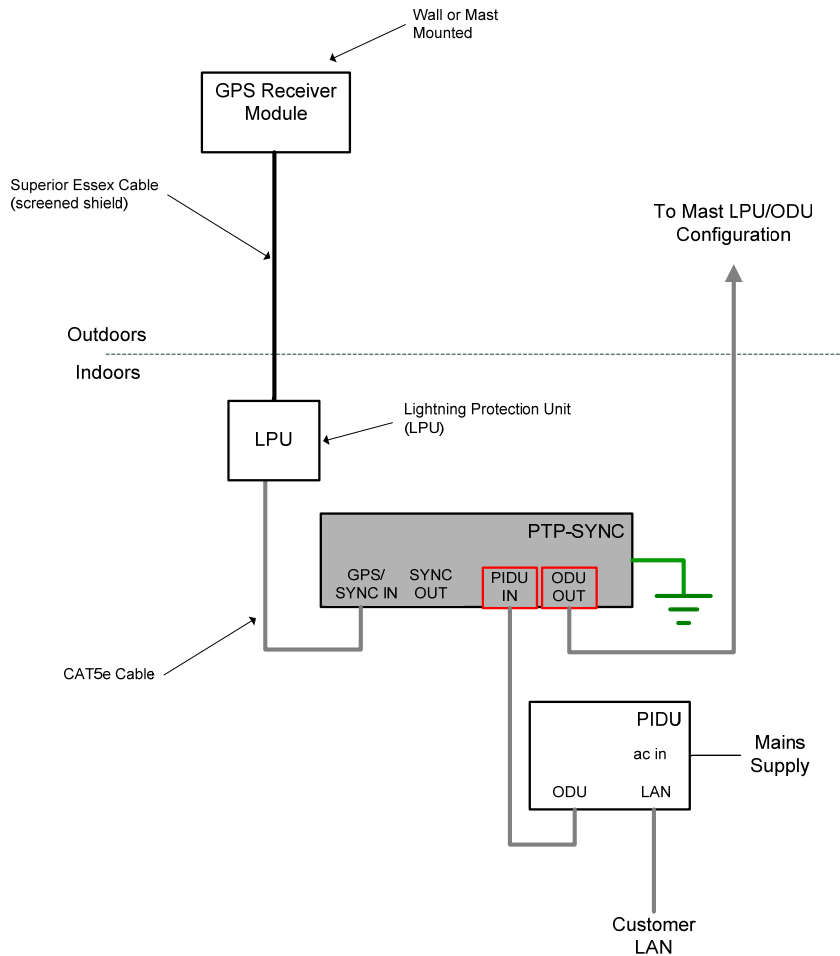 Wall or Mast
Mounted
GPS Receiver
Module
Superior Essex Cable
(screened shield)
To Mast LPU/ODU
Configuration
Outdoors
Indoors
LPU
Lightning Protection Unit
(LPU)
PTP-SYNC
GPS/
SYNC IN
SYNC
OUT
PIDU
IN
ODU
OUT
CAT5e Cable
PIDU
ac in
Mains
Supply
ODU
LAN
Customer
LAN